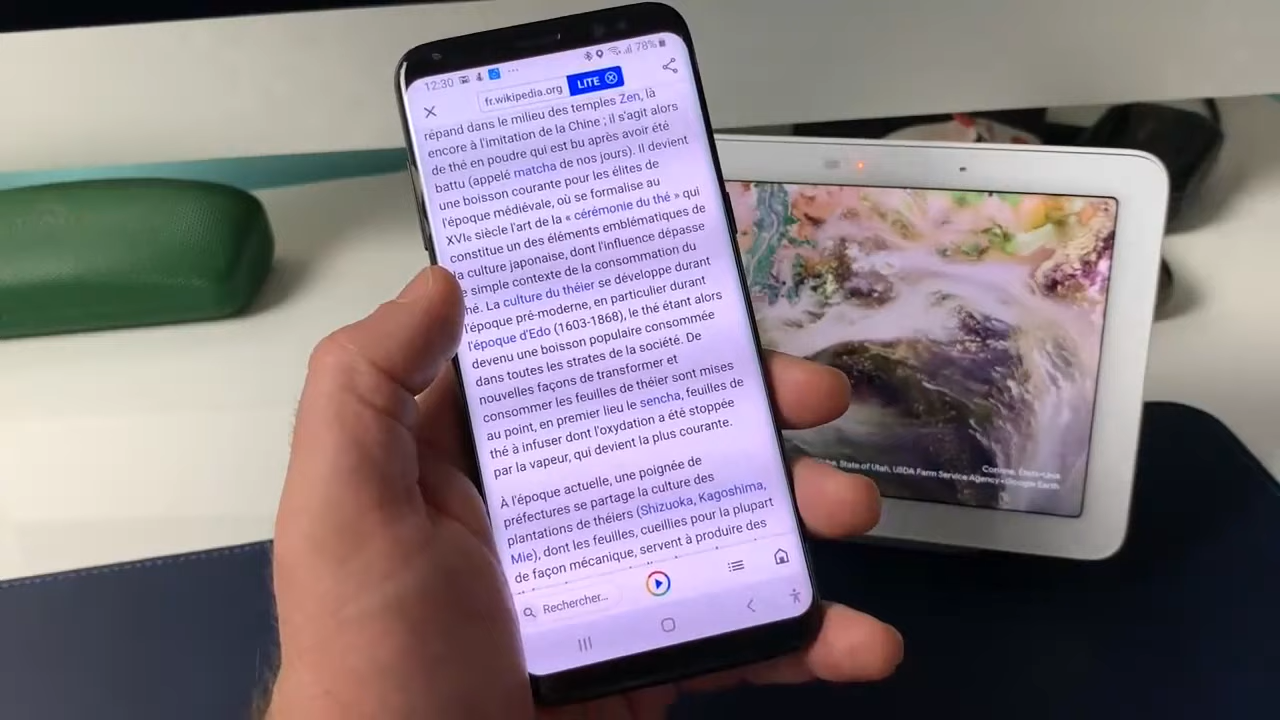 12:30
78%
fr.wikipedia.org
LITE
répand dans le milieu des temples Zen, là
encore à l'imitation de la Chine ; il s'agit alors
de thé en poudre qui est bu après avoir été
battu (appelé matcha de nos jours). Il devient
une boisson courante pour les élites de
l'époque médiévale, où se formalise au
XVIe siècle l'art de la « cérémonie du thé » qui
constitue un des éléments emblématiques de
la culture japonaise, dont l'influence dépasse
e simple contexte de la consommation du
hé. La culture du théier se développe durant
l'époque pré-moderne, en particulier durant
l'époque d'Edo (1603-1868), le thé étant alors
devenu une boisson populaire consommée
dans toutes les strates de la société. De
nouvelles façons de transformer et
consommer les feuilles de théier sont mises
au point, en premier lieu le sencha, feuilles de
thé à infuser dont l'oxydation a été stoppée
par la vapeur, qui devient la plus courante.
À l'époque actuelle, une poignée de
préfectures se partage la culture des
plantations de théiers (Shizuoka, Kagoshima,
Mie), dont les feuilles, cueillies pour la plupart
de façon mécanique, servent à produire des
Rechercher...
Corinne, États-Unis
State of Utah, USDA Farm Service Agency • Google Earth